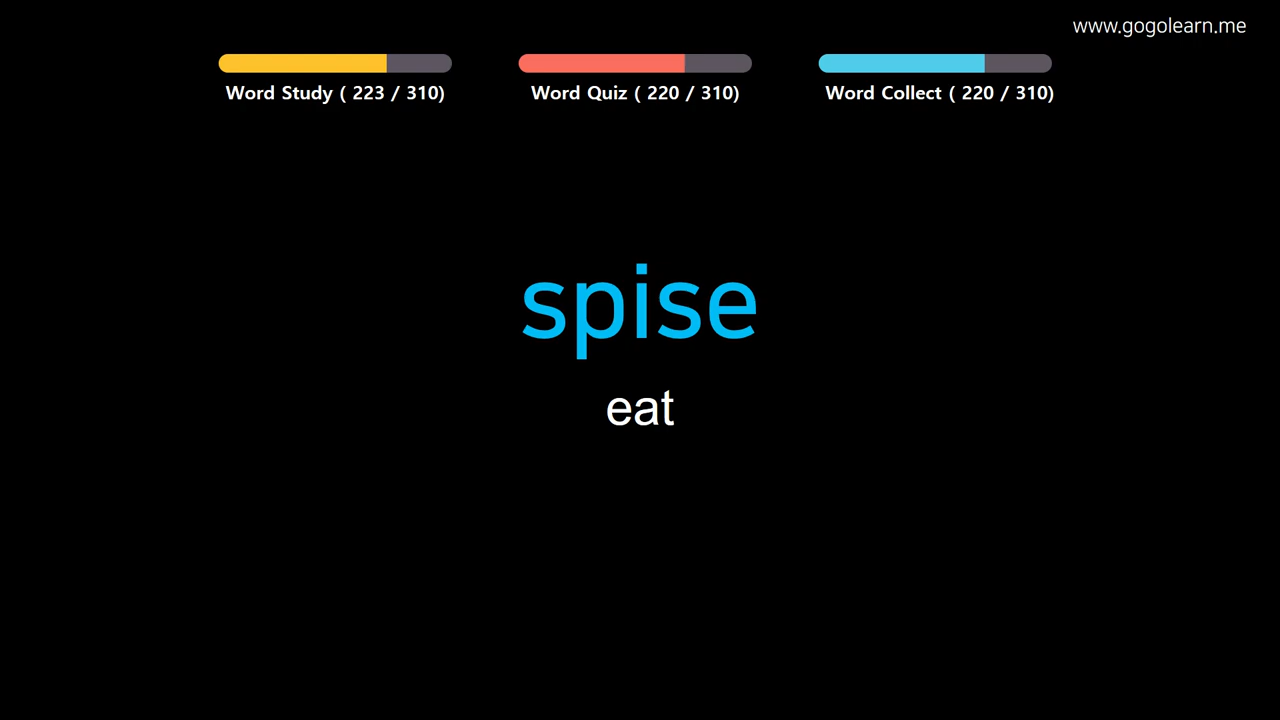 www.gogolearn.me
Word Study ( 223 / 310)
Word Quiz ( 220 / 310)
Word Collect ( 220 / 310)
spise
eat